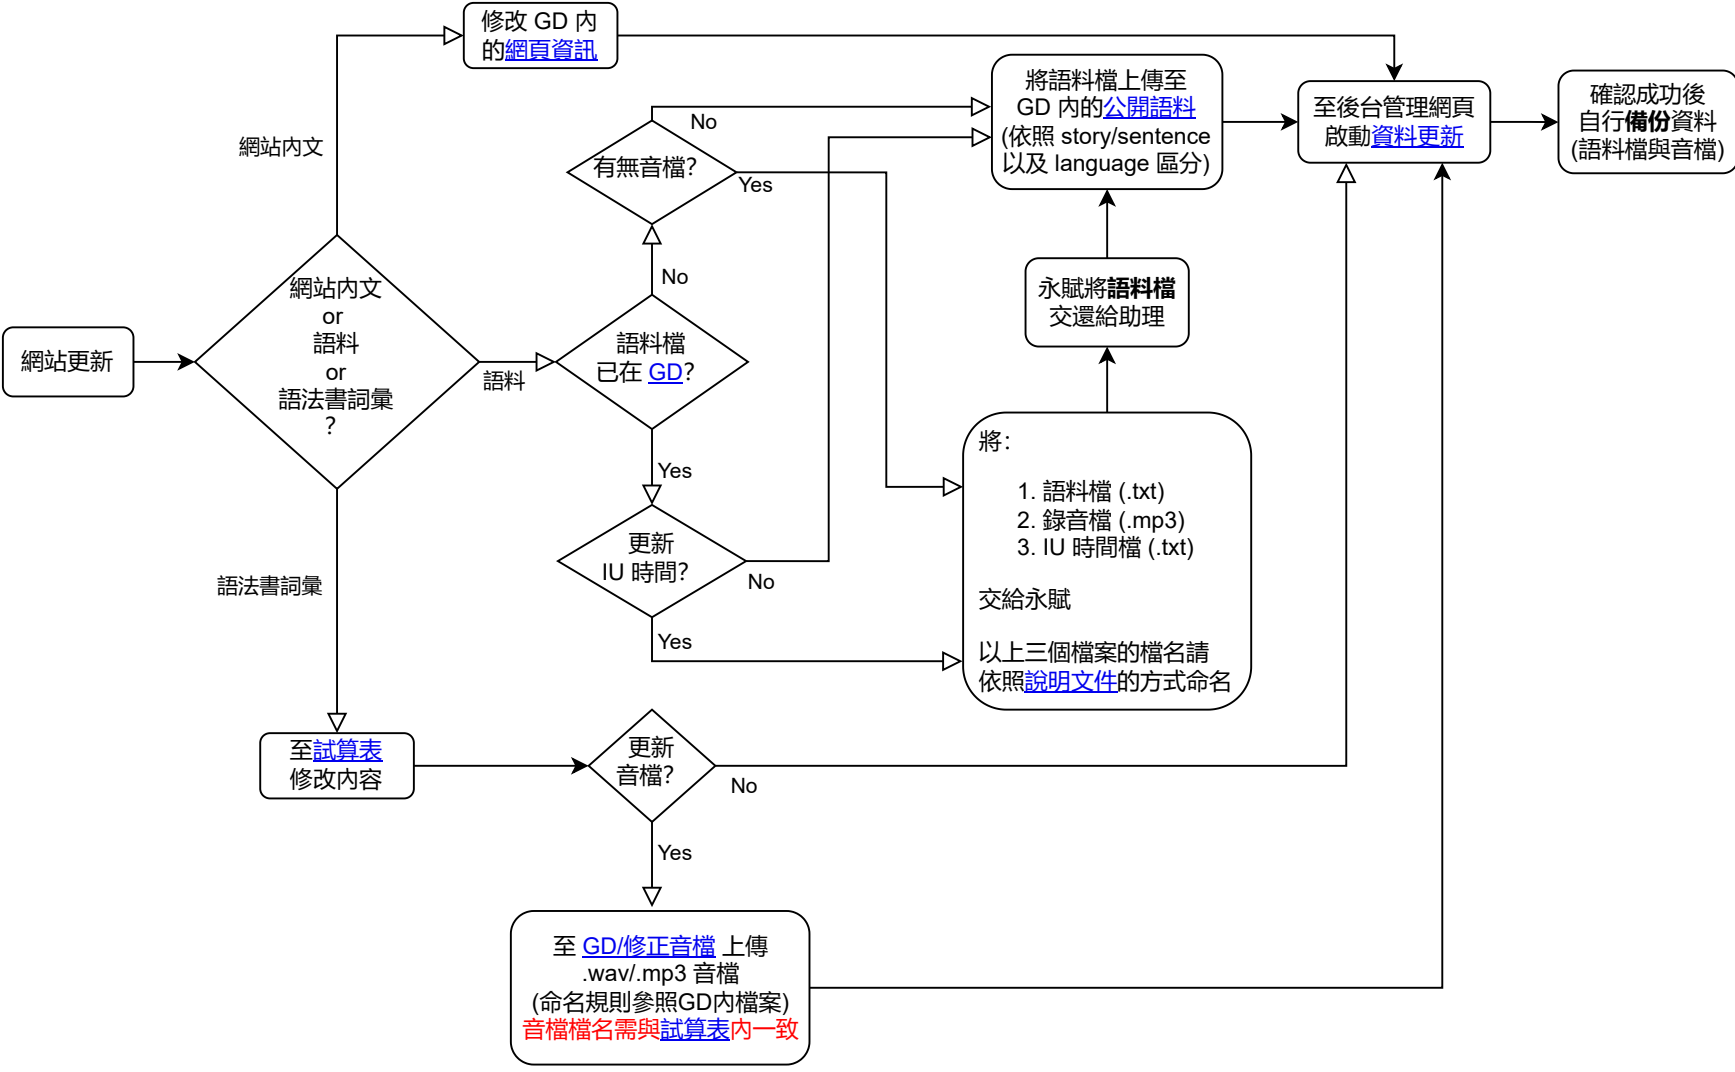 修改 GD 內
的網頁資訊
將語料檔上傳至
GD 內的公開語料
(依照 story/sentence
以及 language 區分)
至後台管理網頁
啟動資料更新
確認成功後
自行備份資料
(語料檔與音檔)
網站內文
No
有無音檔?
Yes
No
永賦將語料檔
交還給助理
網站更新
網站內文
or
語料
or
語法書詞彙
?
語料
語料檔
已在 GD?
Yes
更新
IU 時間?
No
Yes
將:
1. 語料檔 (.txt)
2. 錄音檔 (.mp3)
3. IU 時間檔 (.txt)
交給永賦
以上三個檔案的檔名請
依照說明文件的方式命名
語法書詞彙
至試算表
修改內容
更新
音檔?
No
Yes
至 GD/修正音檔 上傳
.wav/.mp3 音檔
(命名規則參照GD內檔案)
音檔檔名需與試算表內一致